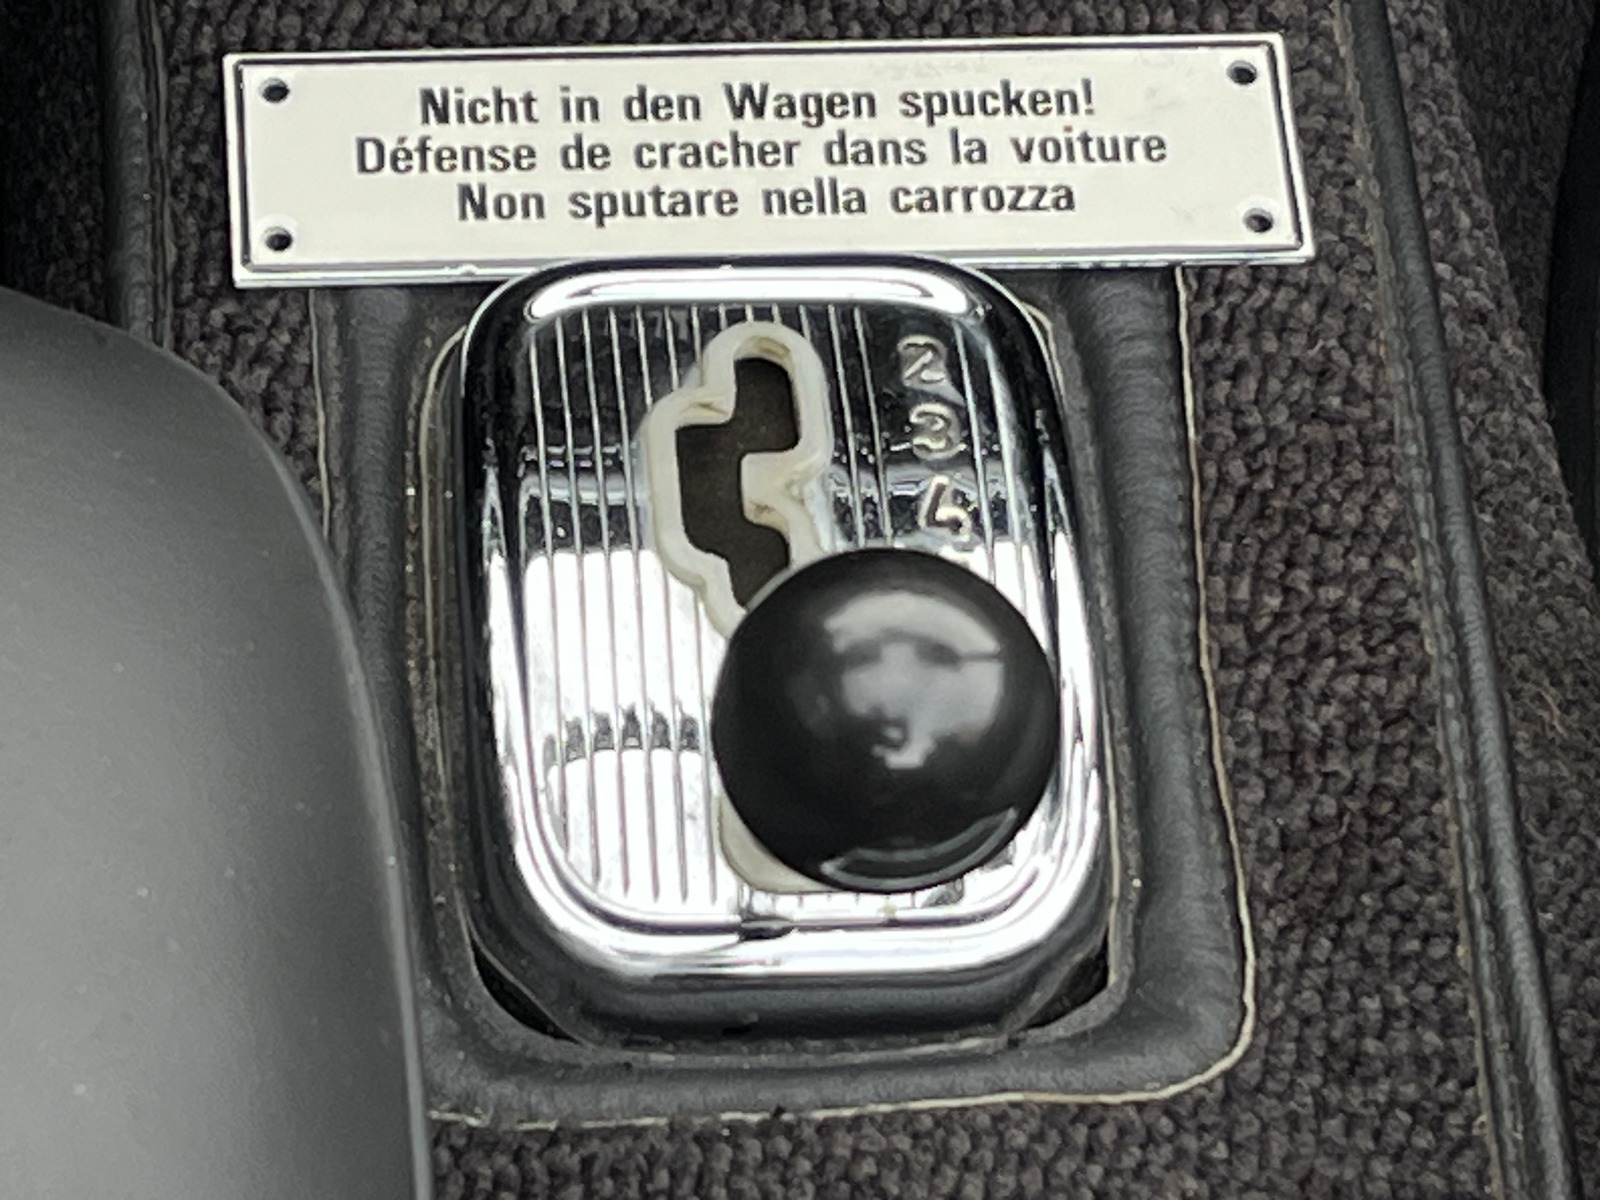 Nicht in den Wagen spucken!
Défense de cracher dans la voiture
Non sputare nella carrozza
2
3
4